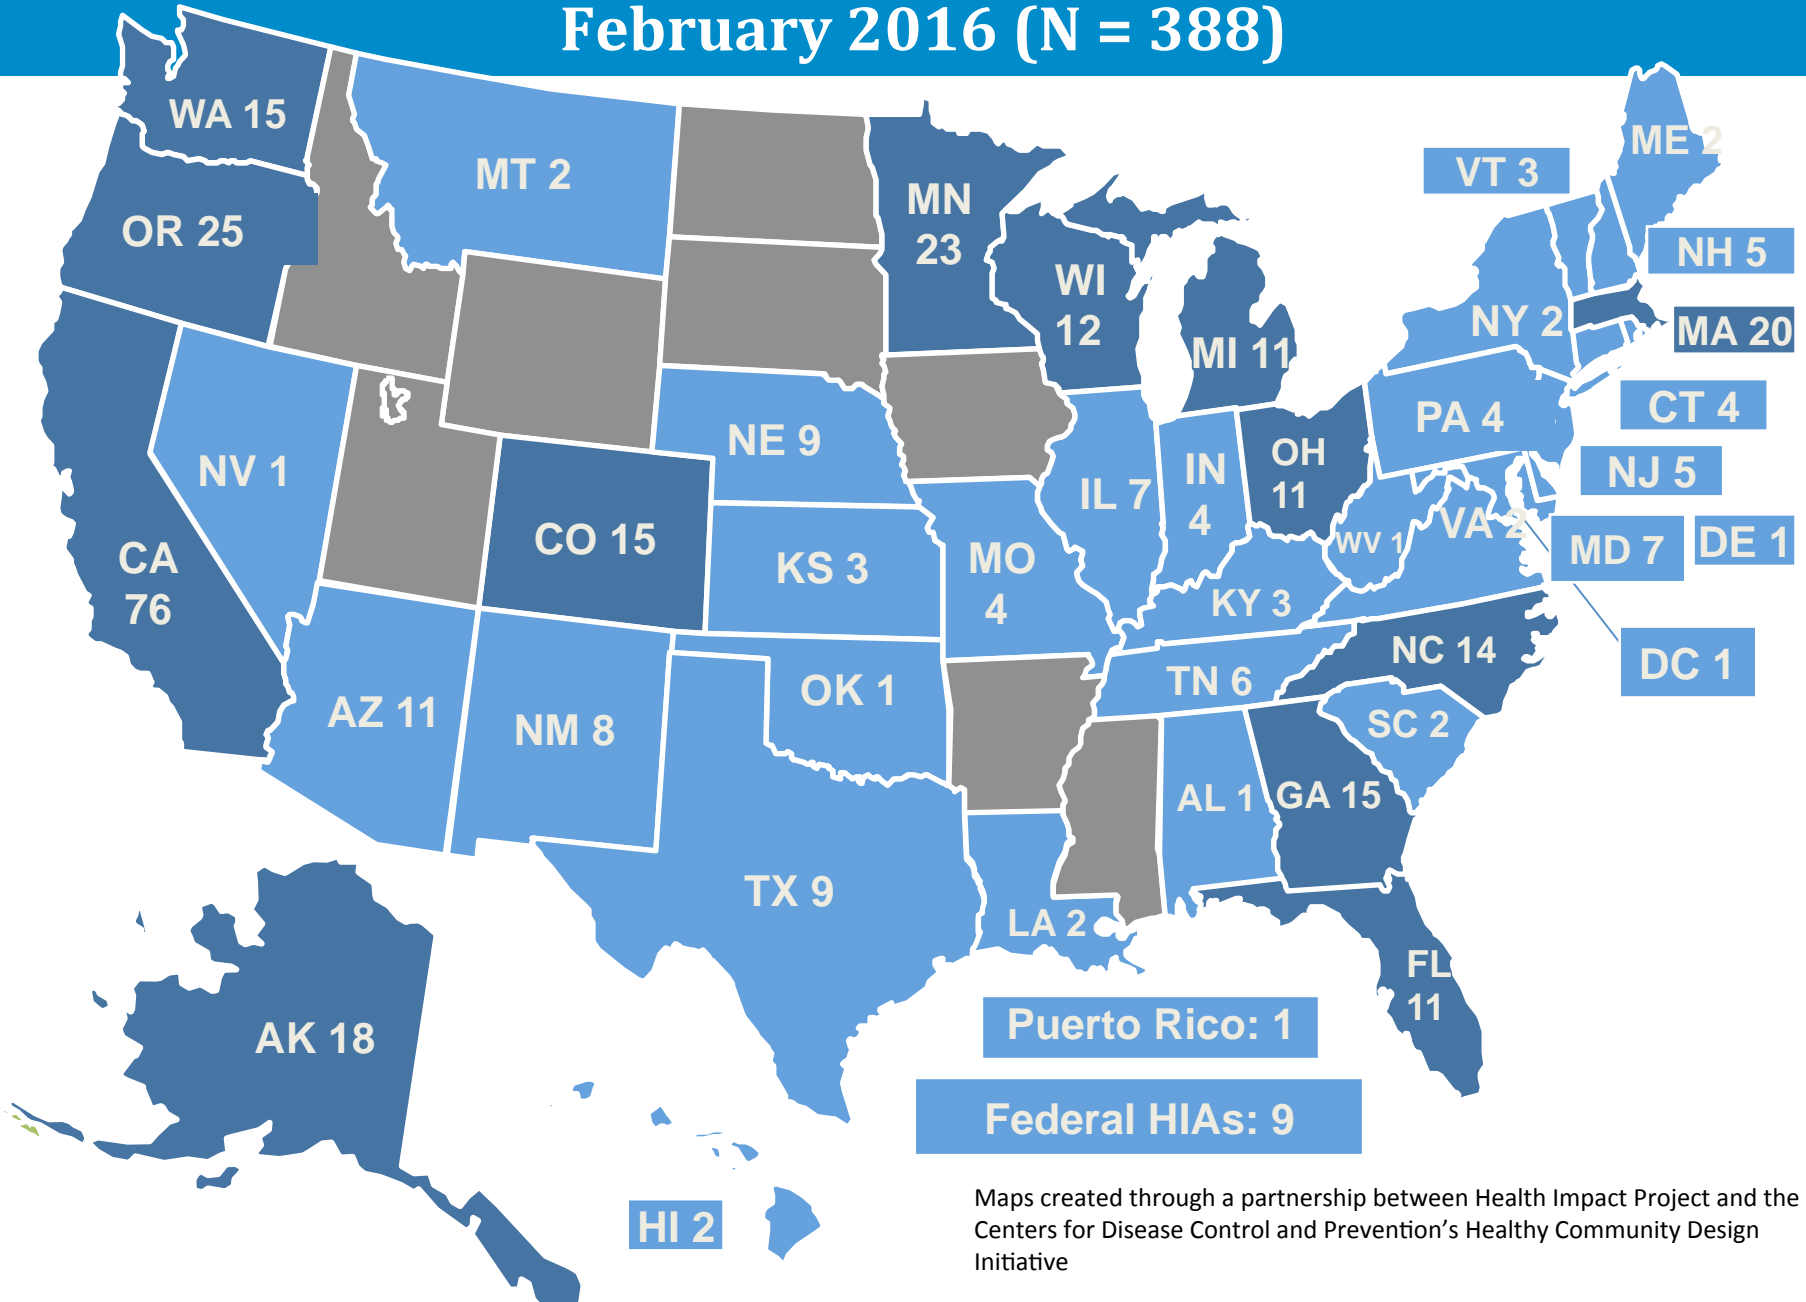 February 2016 (N = 388)
WA 15
MT 2
OR 25
MN
23
WI
12
MI 11
ME 2
VT 3
NH 5
NY 2
MA 20
CT 4
PA 4
NJ 5
NV 1
NE 9
IL 7
IN
4
OH
11
WV 1
VA 2
MD 7
DE 1
DC 1
CA
76
CO 15
KS 3
MO
4
KY 3
NC 14
TN 6
SC 2
AZ 11
NM 8
OK 1
AL 1
GA 15
TX 9
LA 2
FL
11
AK 18
HI 2
Puerto Rico: 1
Federal HIAs: 9
Maps created through a partnership between Health Impact Project and the
Centers for Disease Control and Prevention’s Healthy Community Design
Initiative